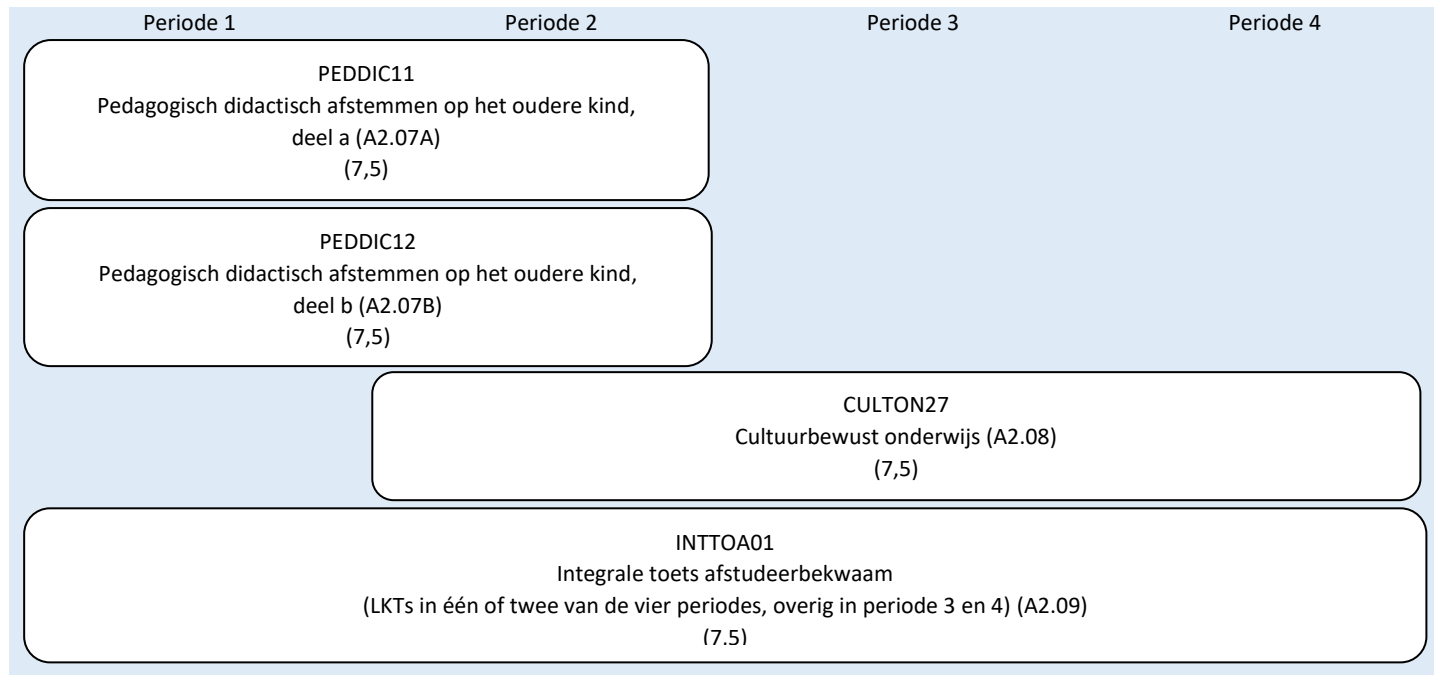 Periode 1 Periode 2 Periode 3 Periode 4
PEDDIC11
Pedagogisch didactisch afstemmen op het oudere kind,
deel a (A2.07A)
(7,5)
PEDDIC12
Pedagogisch didactisch afstemmen op het oudere kind,
deel b (A2.07B)
(7,5)
CULTON27
Cultuurbewust onderwijs (A2.08)
(7,5)
INTTOA01
Integrale toets afstudeerbekwaam
(LKTs in één of twee van de vier periodes, overig in periode 3 en 4) (A2.09)
(7,5)